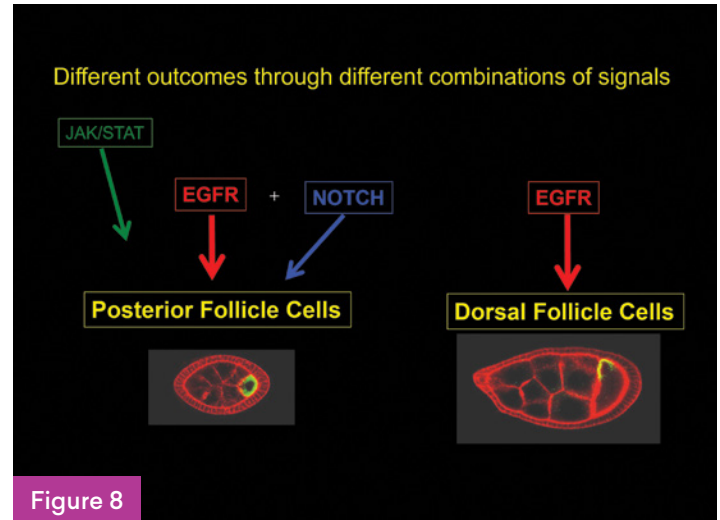 Different outcomes through different combinations of signals
JAK/STAT
EGFR + NOTCH
EGFR
Posterior Follicle Cells
Dorsal Follicle Cells
Figure 8